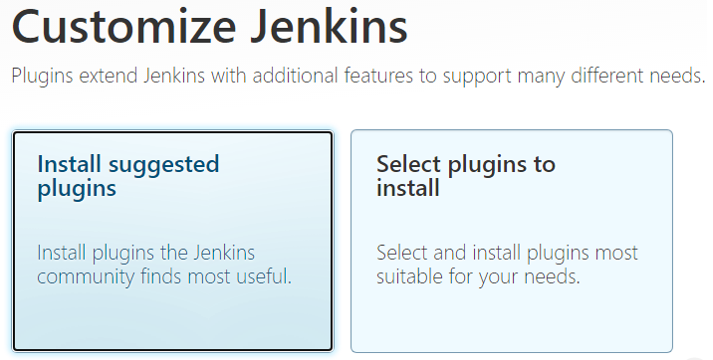 Customize Jenkins
Plugins extend Jenkins with additional features to support many different needs.
Install suggested
plugins
Install plugins the Jenkins
community finds most useful.
Select plugins to
install
Select and install plugins most
suitable for your needs.